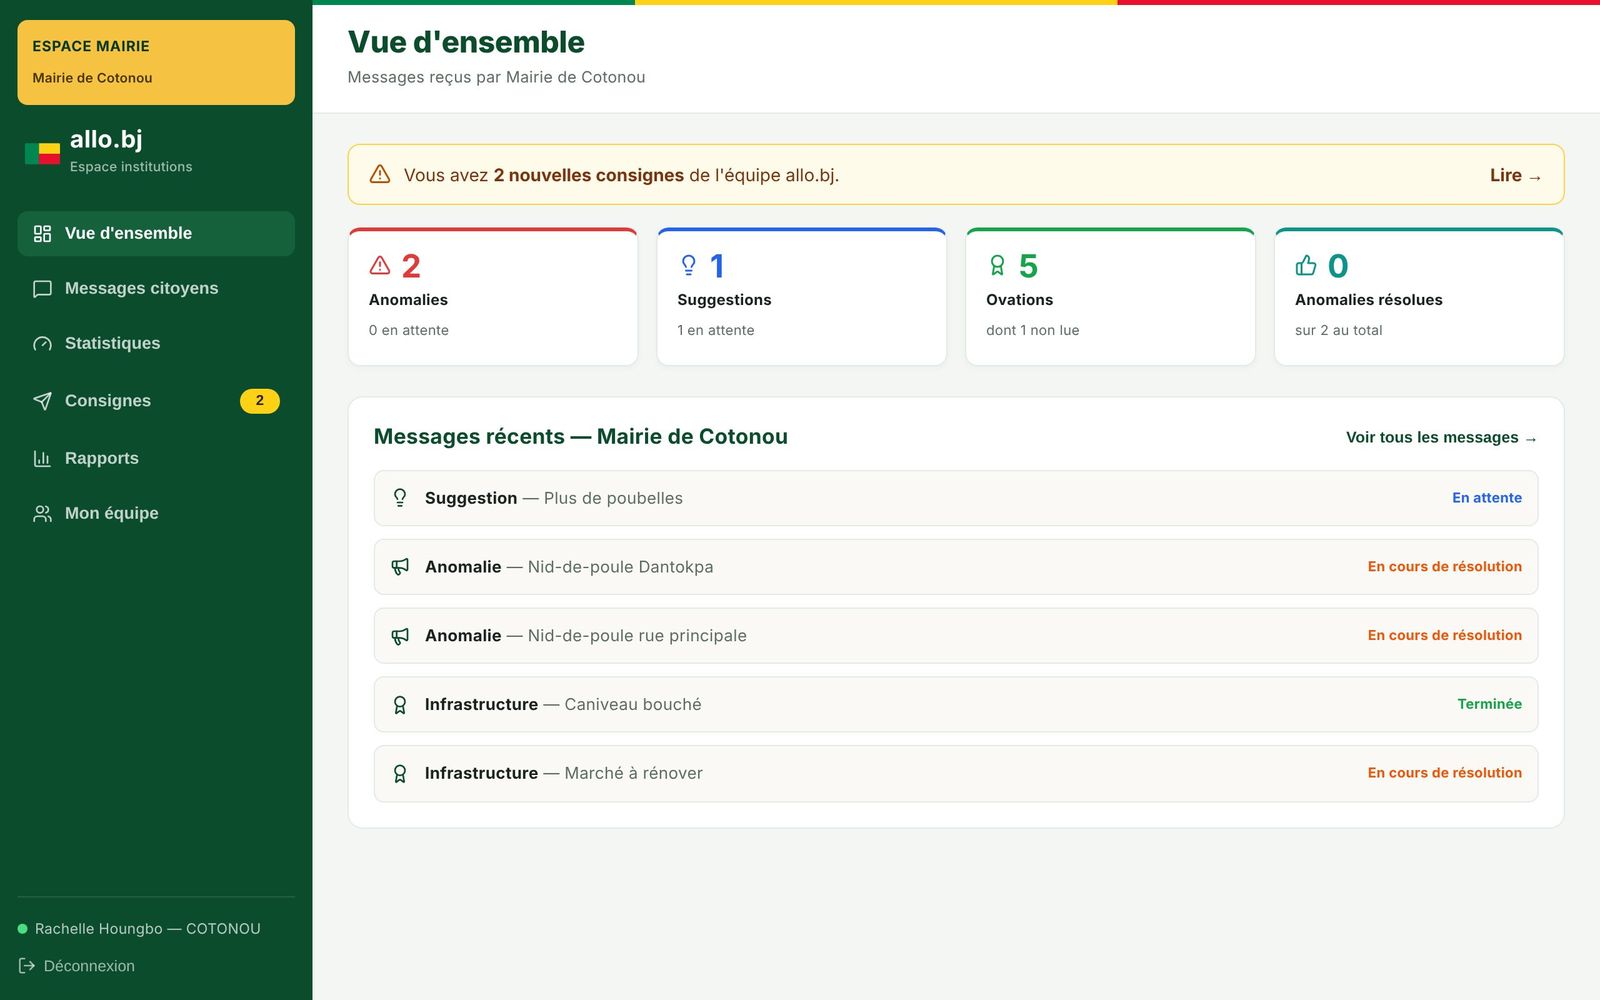 ESPACE MAIRIE
Mairie de Cotonou
allo.bj
Espace institutions
Vue d'ensemble
Messages citoyens
Statistiques
Consignes 2
Rapports
Mon équipe
Rachelle Houngbo — COTONOU
Déconnexion
Vue d'ensemble
Messages reçus par Mairie de Cotonou
Vous avez 2 nouvelles consignes de l'équipe allo.bj. Lire →
2
Anomalies
0 en attente
1
Suggestions
1 en attente
5
Ovations
dont 1 non lue
0
Anomalies résolues
sur 2 au total
Messages récents — Mairie de Cotonou Voir tous les messages →
Suggestion — Plus de poubelles En attente
Anomalie — Nid-de-poule Dantokpa En cours de résolution
Anomalie — Nid-de-poule rue principale En cours de résolution
Infrastructure — Caniveau bouché Terminée
Infrastructure — Marché à rénover En cours de résolution